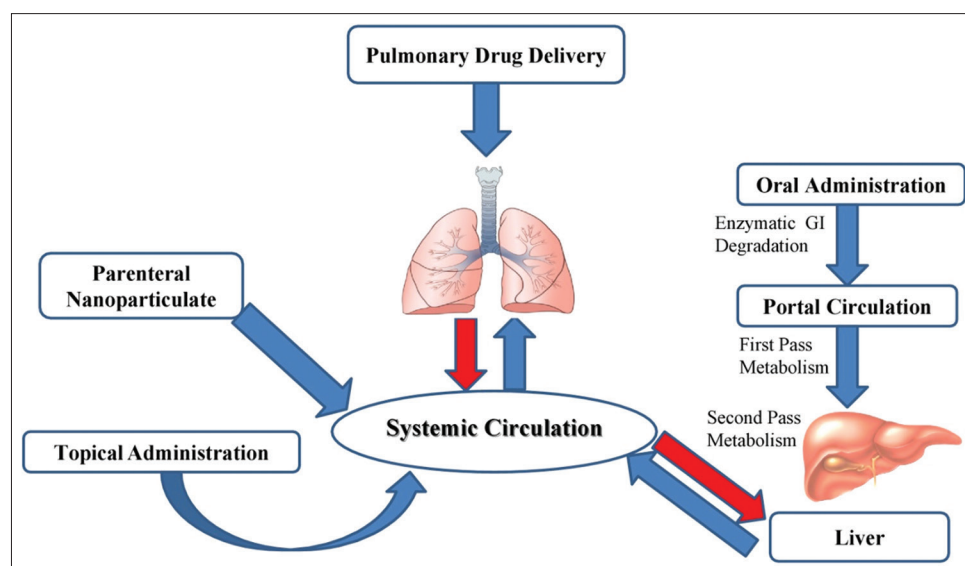 Pulmonary Drug Delivery
Oral Administration
Enzymatic GI
Degradation
Parenteral
Nanoparticulate
Portal Circulation
First Pass
Metabolism
Second Pass
Metabolism
Systemic Circulation
Topical Administration
Liver